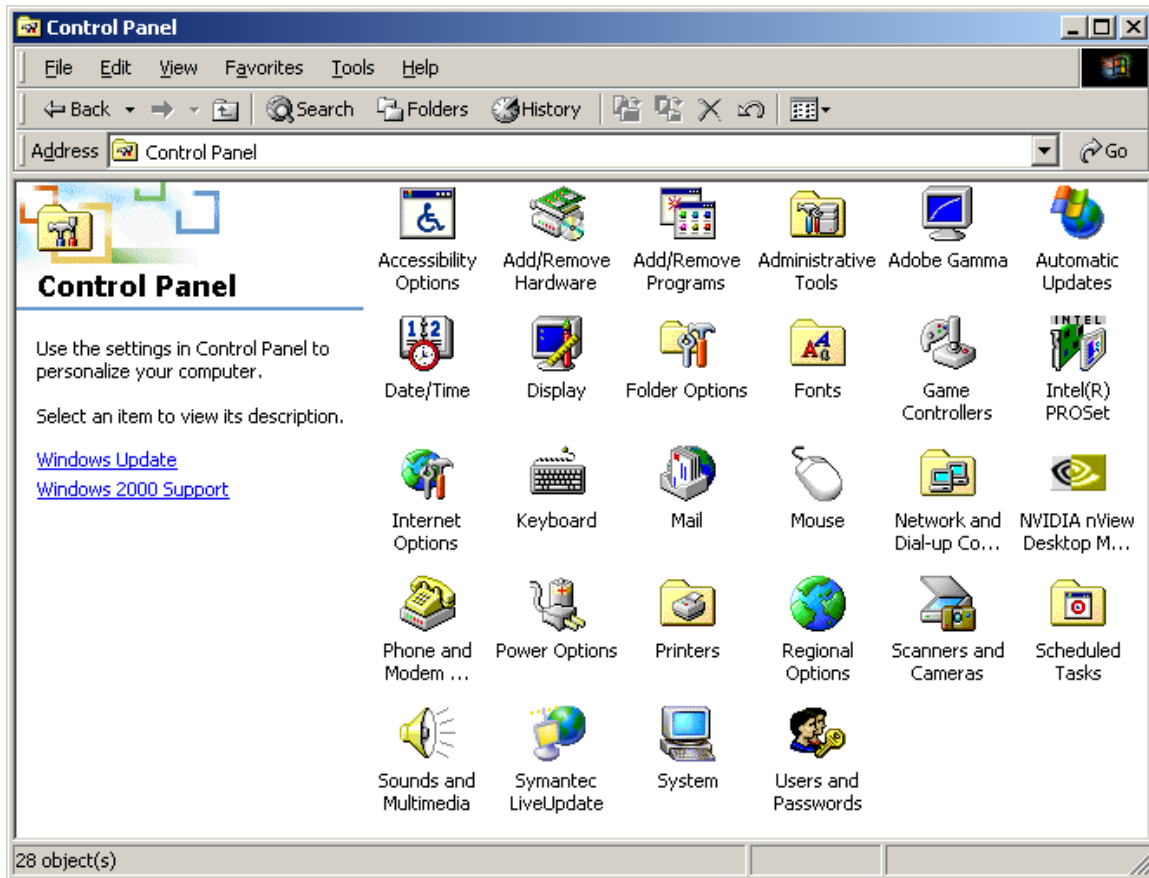 Control Panel
File Edit View Favorites Tools Help
Back Search Folders History
Address Control Panel Go
Control Panel
Use the settings in Control Panel to
personalize your computer.
Select an item to view its description.
Windows Update
Windows 2000 Support
Accessibility Options
Add/Remove Hardware
Add/Remove Programs
Administrative Tools
Adobe Gamma
Automatic Updates
Date/Time
Display
Folder Options
Fonts
Game Controllers
INTEL
Intel(R) PROSet
Internet Options
Keyboard
Mail
Mouse
Network and Dial-up Co...
NVIDIA nView Desktop M...
Phone and Modem ...
Power Options
Printers
Regional Options
Scanners and Cameras
Scheduled Tasks
Sounds and Multimedia
Symantec LiveUpdate
System
Users and Passwords
28 object(s)